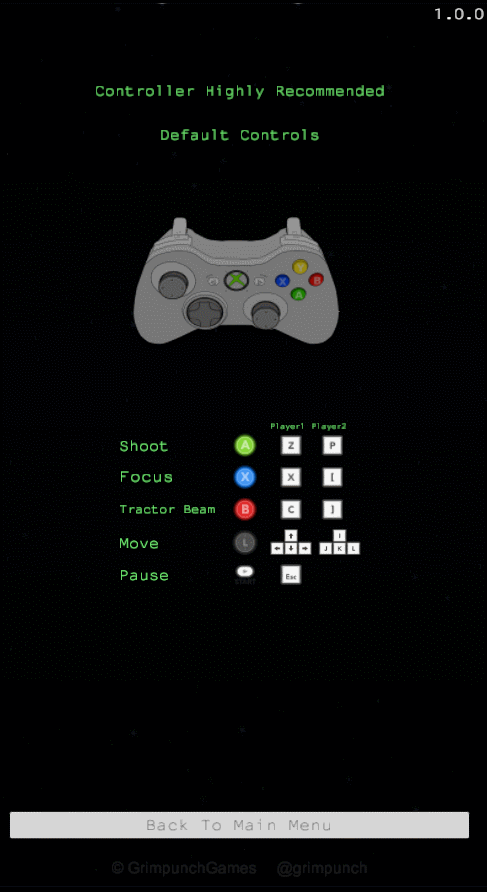 1.0.0
Controller Highly Recommended
Default Controls
Y
X B
A
Player1 Player2
Shoot A Z P
Focus X X [
Tractor Beam B C ]
Move L ↑ ← ↓ → I J K L
Pause START Esc
Back To Main Menu
© GrimpunchGames @grimpunch